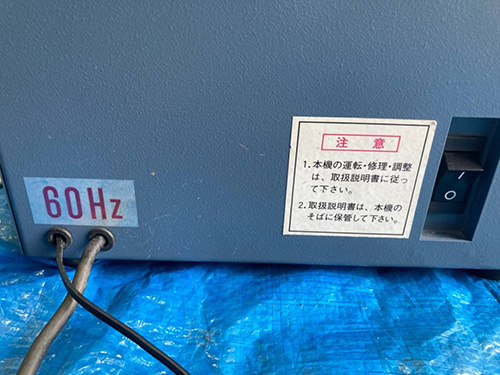 60Hz
注 意
1.本機の運転・修理・調整
は、取扱説明書に従っ
て下さい。
2.取扱説明書は、本機の
そばに保管して下さい。
I
O